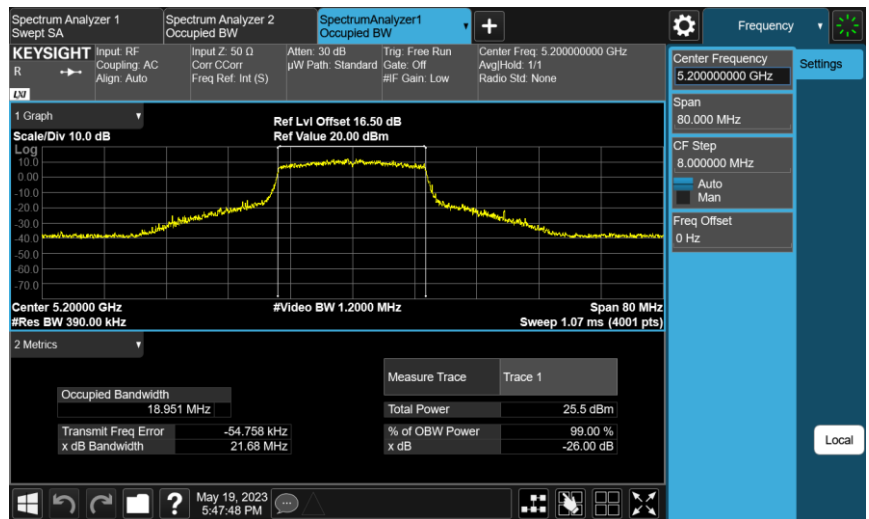 Spectrum Analyzer 1
Swept SA
Spectrum Analyzer 2
Occupied BW
SpectrumAnalyzer1
Occupied BW
Frequency
KEYSIGHT
R
LXI
Input: RF
Coupling: AC
Align: Auto
Input Z: 50 Ω
Corr CCorr
Freq Ref: Int (S)
Atten: 30 dB
µW Path: Standard
Trig: Free Run
Gate: Off
#IF Gain: Low
Center Freq: 5.200000000 GHz
Avg|Hold: 1/1
Radio Std: None
Center Frequency
5.200000000 GHz
Settings
Span
80.000 MHz
CF Step
8.000000 MHz
Auto
Man
Freq Offset
0 Hz
Local
1 Graph
Scale/Div 10.0 dB
Ref Lvl Offset 16.50 dB
Ref Value 20.00 dBm
Log
10.0
0.00
-10.0
-20.0
-30.0
-40.0
-50.0
-60.0
-70.0
Center 5.20000 GHz
#Res BW 390.00 kHz
#Video BW 1.2000 MHz
Span 80 MHz
Sweep 1.07 ms (4001 pts)
2 Metrics
Measure Trace Trace 1
Occupied Bandwidth
18.951 MHz
Total Power 25.5 dBm
Transmit Freq Error -54.758 kHz
% of OBW Power 99.00 %
x dB Bandwidth 21.68 MHz
x dB -26.00 dB
?
May 19, 2023
5:47:48 PM